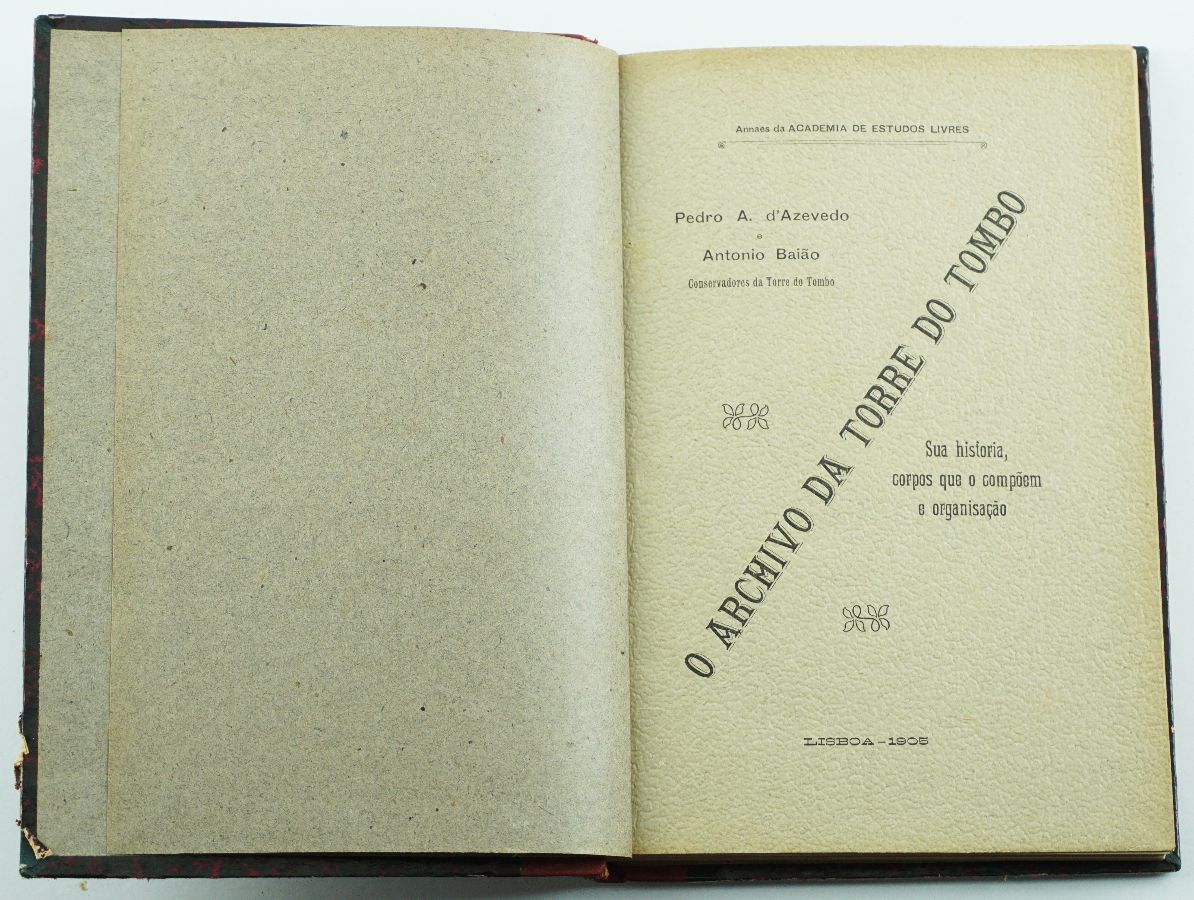 Annaes da ACADEMIA DE ESTUDOS LIVRES
Pedro A. d'Azevedo
e
Antonio Baião
Conservadores da Torre do Tombo
O ARCHIVO DA TORRE DO TOMBO
Sua historia,
corpos que o compõem
e organisação
LISBOA–1905